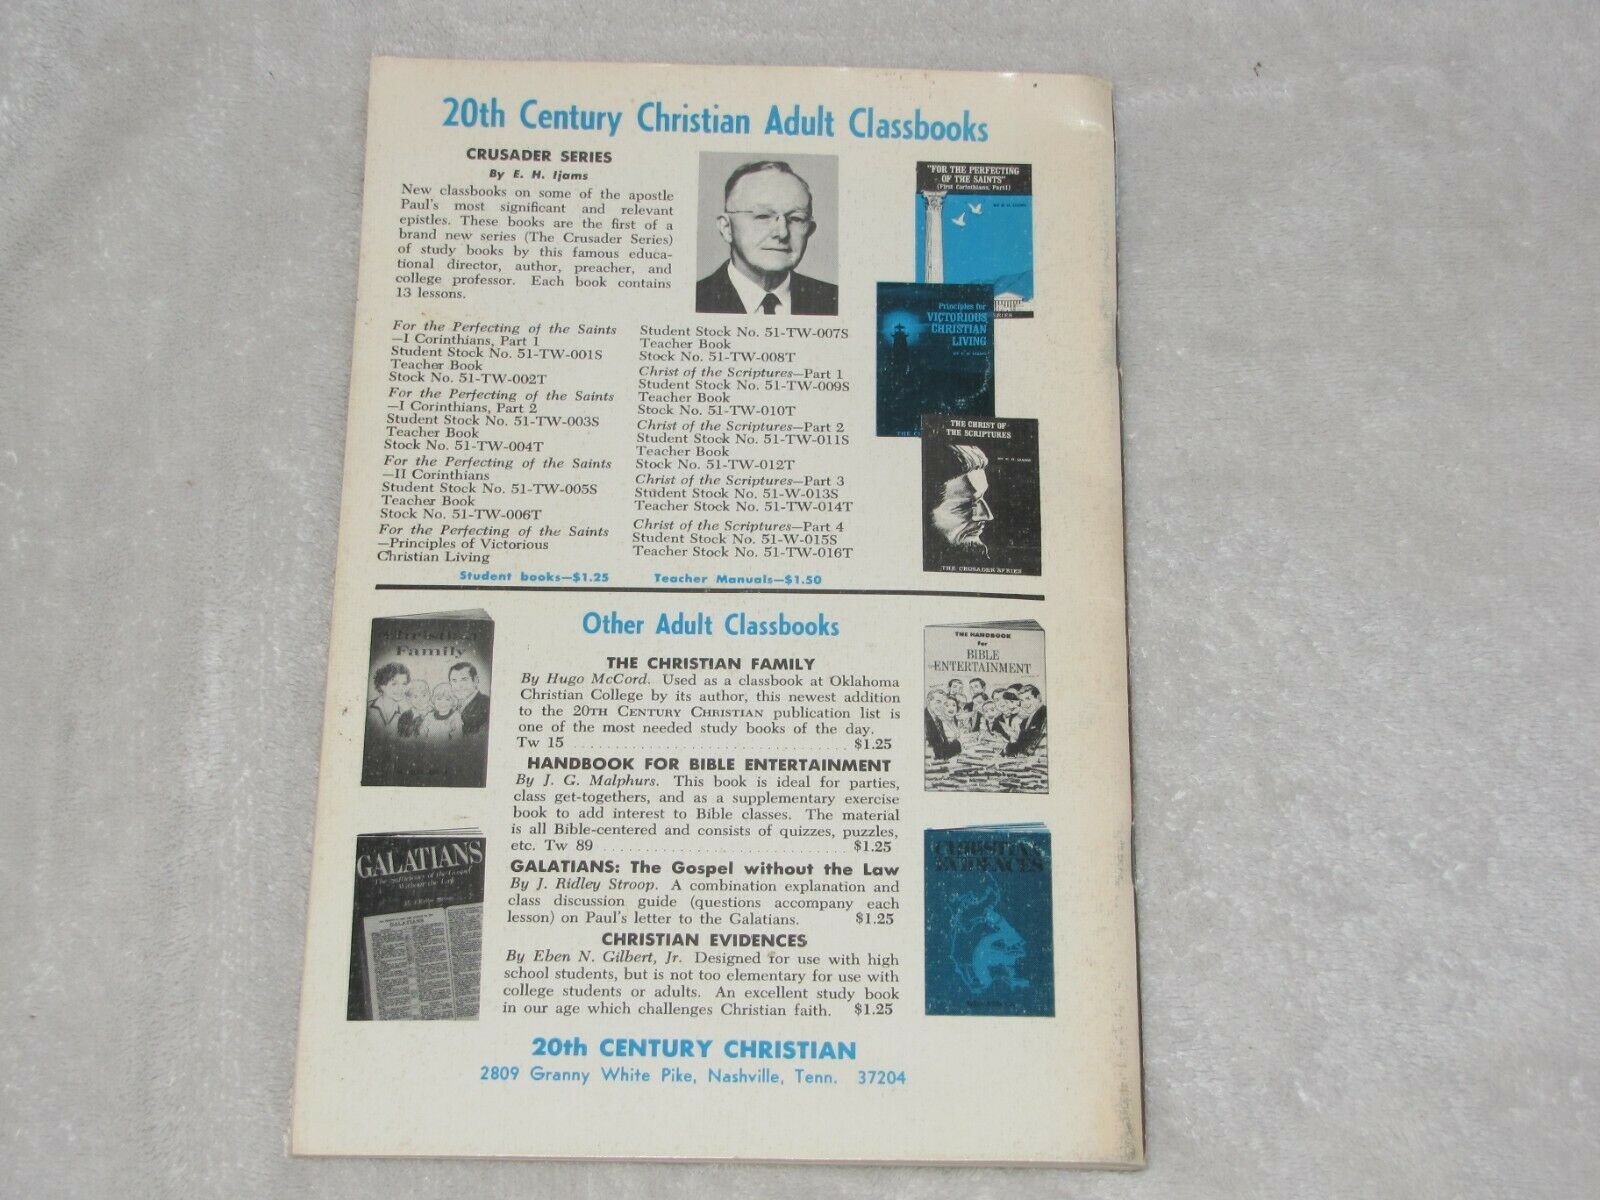 20th Century Christian Adult Classbooks
CRUSADER SERIES
By E. H. Ijams
New classbooks on some of the apostle
Paul's most significant and relevant
epistles. These books are the first of a
brand new series (The Crusader Series)
of study books by this famous educa-
tional director, author, preacher, and
college professor. Each book contains
13 lessons.
For the Perfecting of the Saints
—I Corinthians, Part 1
Student Stock No. 51-TW-001S
Teacher Book
Stock No. 51-TW-002T
For the Perfecting of the Saints
—I Corinthians, Part 2
Student Stock No. 51-TW-003S
Teacher Book
Stock No. 51-TW-004T
For the Perfecting of the Saints
—II Corinthians
Student Stock No. 51-TW-005S
Teacher Book
Stock No. 51-TW-006T
For the Perfecting of the Saints
—Principles of Victorious
Christian Living
Student Stock No. 51-TW-007S
Teacher Book
Stock No. 51-TW-008T
Christ of the Scriptures—Part 1
Student Stock No. 51-TW-009S
Teacher Book
Stock No. 51-TW-010T
Christ of the Scriptures—Part 2
Student Stock No. 51-TW-011S
Teacher Book
Stock No. 51-TW-012T
Christ of the Scriptures—Part 3
Student Stock No. 51-W-013S
Teacher Stock No. 51-TW-014T
Christ of the Scriptures—Part 4
Student Stock No. 51-W-015S
Teacher Stock No. 51-TW-016T
Student books—$1.25 Teacher Manuals—$1.50
"FOR THE PERFECTING
OF THE SAINTS"
(First Corinthians, Part I)
BY E. H. IJAMS
Principles for
VICTORIOUS
CHRISTIAN
LIVING
BY E. H. IJAMS
THE CHRIST OF
THE SCRIPTURES
BY E. H. IJAMS
THE CRUSADER SERIES
Other Adult Classbooks
THE CHRISTIAN FAMILY
By Hugo McCord. Used as a classbook at Oklahoma
Christian College by its author, this newest addition
to the 20TH CENTURY CHRISTIAN publication list is
one of the most needed study books of the day.
Tw 15 . . . . . . . . . . . . . . . . . . . . . . . . . . $1.25
HANDBOOK FOR BIBLE ENTERTAINMENT
By J. G. Malphurs. This book is ideal for parties,
class get-togethers, and as a supplementary exercise
book to add interest to Bible classes. The material
is all Bible-centered and consists of quizzes, puzzles,
etc. Tw 89 . . . . . . . . . . . . . . . . . . . . . . . $1.25
GALATIANS: The Gospel without the Law
By J. Ridley Stroop. A combination explanation and
class discussion guide (questions accompany each
lesson) on Paul's letter to the Galatians. $1.25
CHRISTIAN EVIDENCES
By Eben N. Gilbert, Jr. Designed for use with high
school students, but is not too elementary for use with
college students or adults. An excellent study book
in our age which challenges Christian faith. $1.25
Christian
Family
GALATIANS
The Sufficiency of the Gospel
Without the Law
GALATIANS
THE HANDBOOK
for
BIBLE
ENTERTAINMENT
CHRISTIAN
EVIDENCES
20th CENTURY CHRISTIAN
2809 Granny White Pike, Nashville, Tenn. 37204